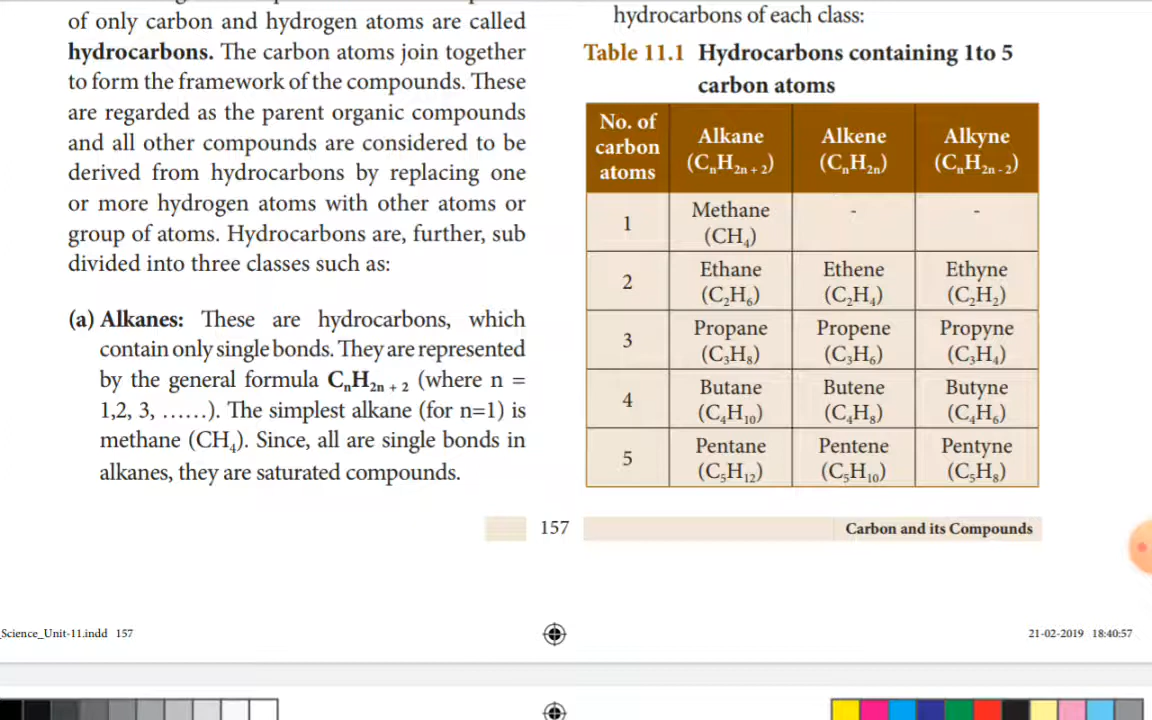 of only carbon and hydrogen atoms are called
hydrocarbons. The carbon atoms join together
to form the framework of the compounds. These
are regarded as the parent organic compounds
and all other compounds are considered to be
derived from hydrocarbons by replacing one
or more hydrogen atoms with other atoms or
group of atoms. Hydrocarbons are, further, sub
divided into three classes such as:
(a) Alkanes: These are hydrocarbons, which
contain only single bonds. They are represented
by the general formula CₙH₂ₙ ₊ ₂ (where n =
1,2, 3, ……). The simplest alkane (for n=1) is
methane (CH₄). Since, all are single bonds in
alkanes, they are saturated compounds.
hydrocarbons of each class:
Table 11.1 Hydrocarbons containing 1to 5
carbon atoms
No. of carbon atoms | Alkane (CₙH₂ₙ ₊ ₂) | Alkene (CₙH₂ₙ) | Alkyne (CₙH₂ₙ ₋ ₂)
1 | Methane (CH₄) | - | -
2 | Ethane (C₂H₆) | Ethene (C₂H₄) | Ethyne (C₂H₂)
3 | Propane (C₃H₈) | Propene (C₃H₆) | Propyne (C₃H₄)
4 | Butane (C₄H₁₀) | Butene (C₄H₈) | Butyne (C₄H₆)
5 | Pentane (C₅H₁₂) | Pentene (C₅H₁₀) | Pentyne (C₅H₈)
157 Carbon and its Compounds
_Science_Unit-11.indd 157
21-02-2019 18:40:57